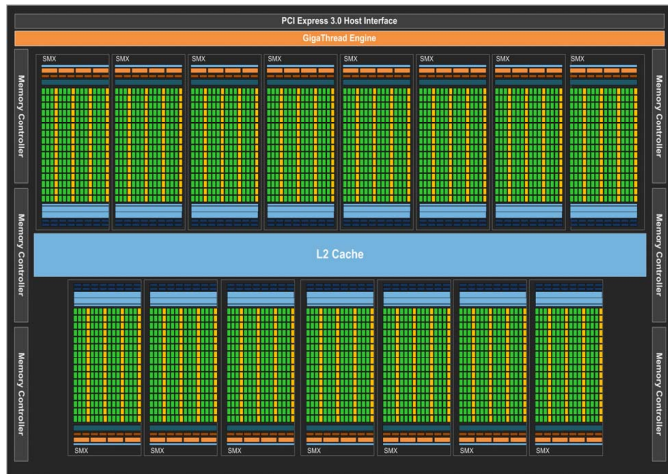 PCI Express 3.0 Host Interface
GigaThread Engine
SMX SMX SMX SMX SMX SMX SMX SMX
Memory Controller
Memory Controller
Memory Controller
Memory Controller
Memory Controller
Memory Controller
L2 Cache
SMX SMX SMX SMX SMX SMX SMX